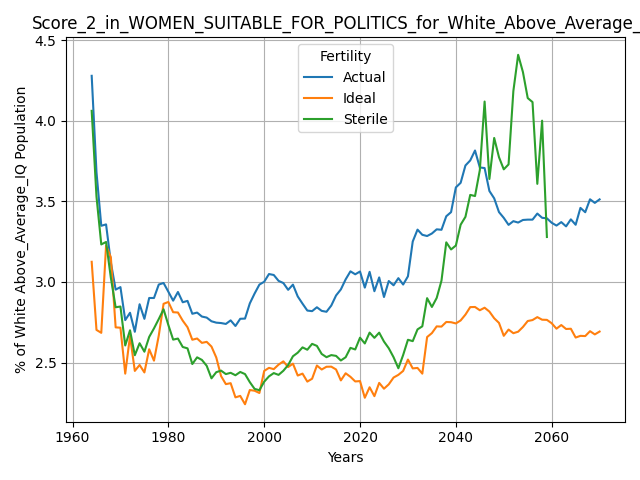 Score_2_in_WOMEN_SUITABLE_FOR_POLITICS_for_White_Above_Average_
Fertility
Actual
Ideal
Sterile
% of White Above_Average_IQ Population
4.5
4.0
3.5
3.0
2.5
1960 1980 2000 2020 2040 2060
Years